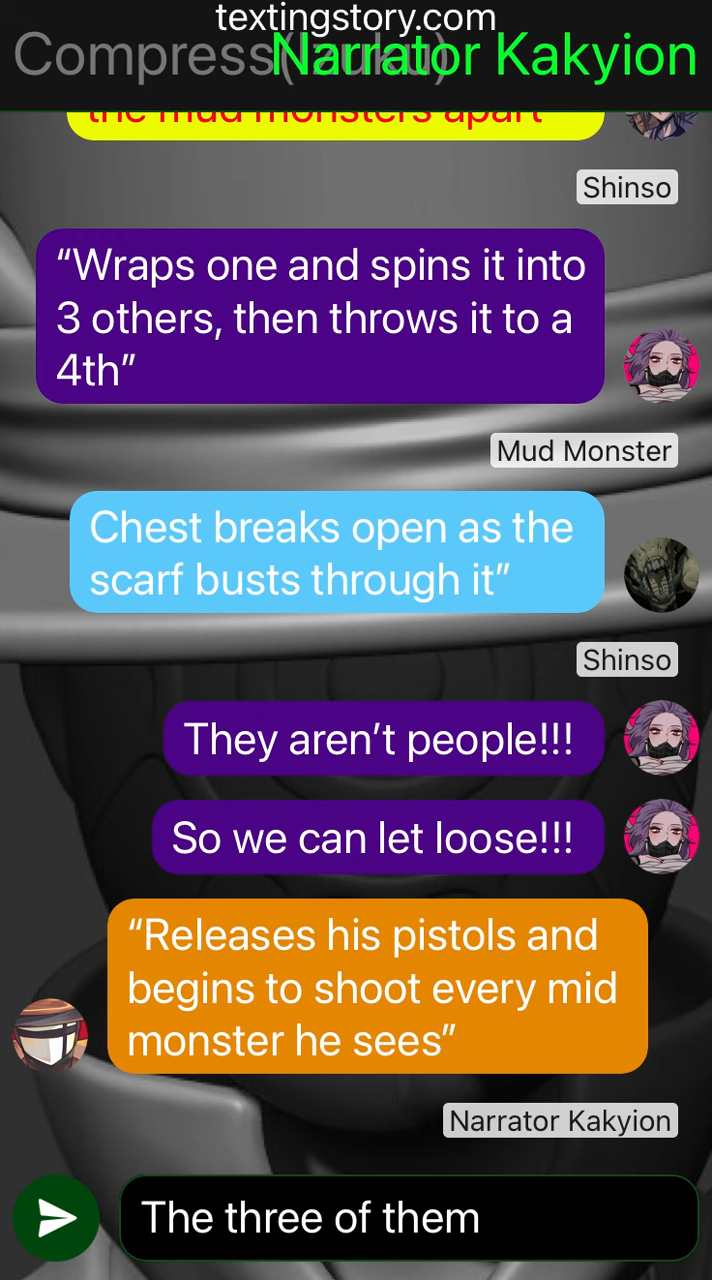 textingstory.com
Compress(Izuku)
Narrator Kakyion
the mud monsters apart
Shinso
“Wraps one and spins it into
3 others, then throws it to a
4th”
Mud Monster
Chest breaks open as the
scarf busts through it”
Shinso
They aren’t people!!!
So we can let loose!!!
“Releases his pistols and
begins to shoot every mid
monster he sees”
Narrator Kakyion
The three of them